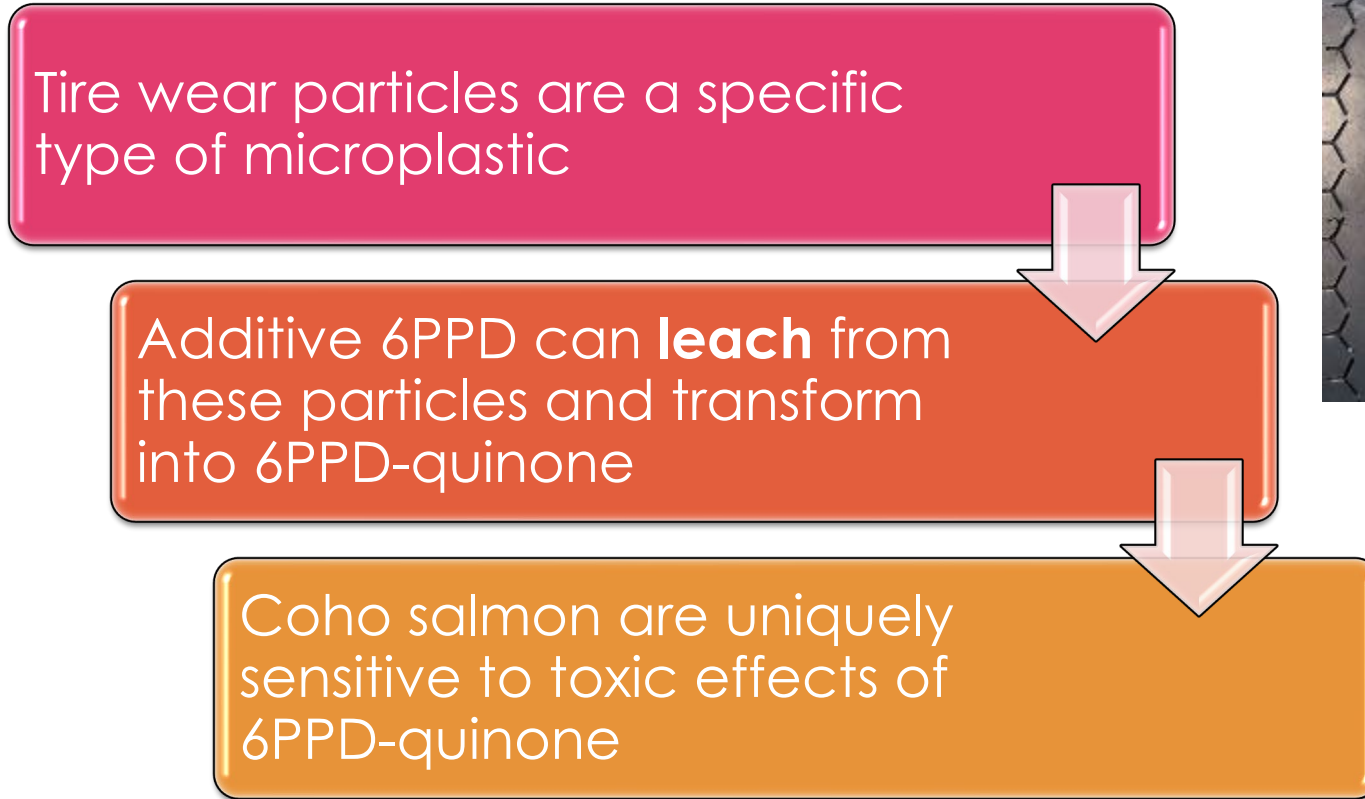 Tire wear particles are a specific
type of microplastic
Additive 6PPD can leach from
these particles and transform
into 6PPD-quinone
Coho salmon are uniquely
sensitive to toxic effects of
6PPD-quinone